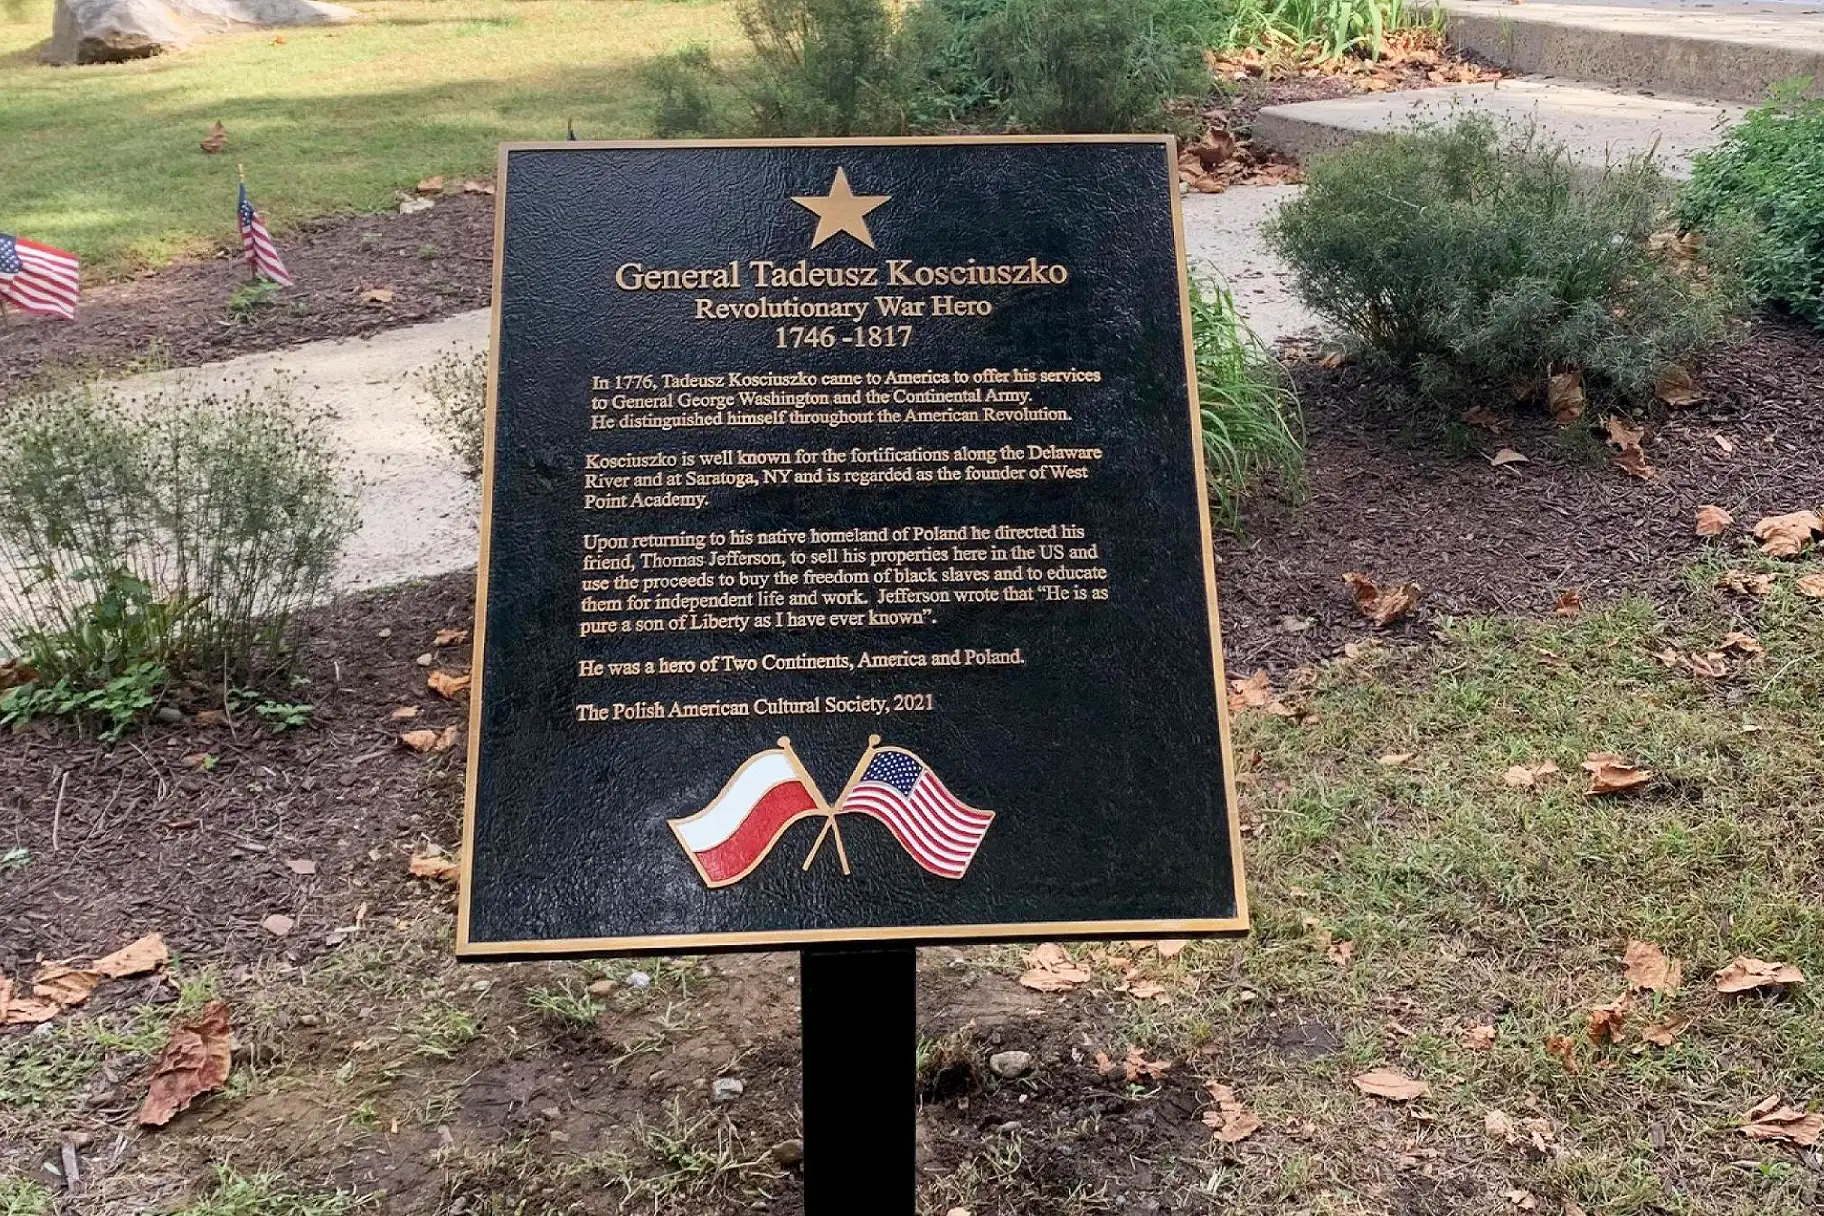 General Tadeusz Kosciuszko
Revolutionary War Hero
1746 -1817
In 1776, Tadeusz Kosciuszko came to America to offer his services
to General George Washington and the Continental Army.
He distinguished himself throughout the American Revolution.
Kosciuszko is well known for the fortifications along the Delaware
River and at Saratoga, NY and is regarded as the founder of West
Point Academy.
Upon returning to his native homeland of Poland he directed his
friend, Thomas Jefferson, to sell his properties here in the US and
use the proceeds to buy the freedom of black slaves and to educate
them for independent life and work. Jefferson wrote that “He is as
pure a son of Liberty as I have ever known”.
He was a hero of Two Continents, America and Poland.
The Polish American Cultural Society, 2021